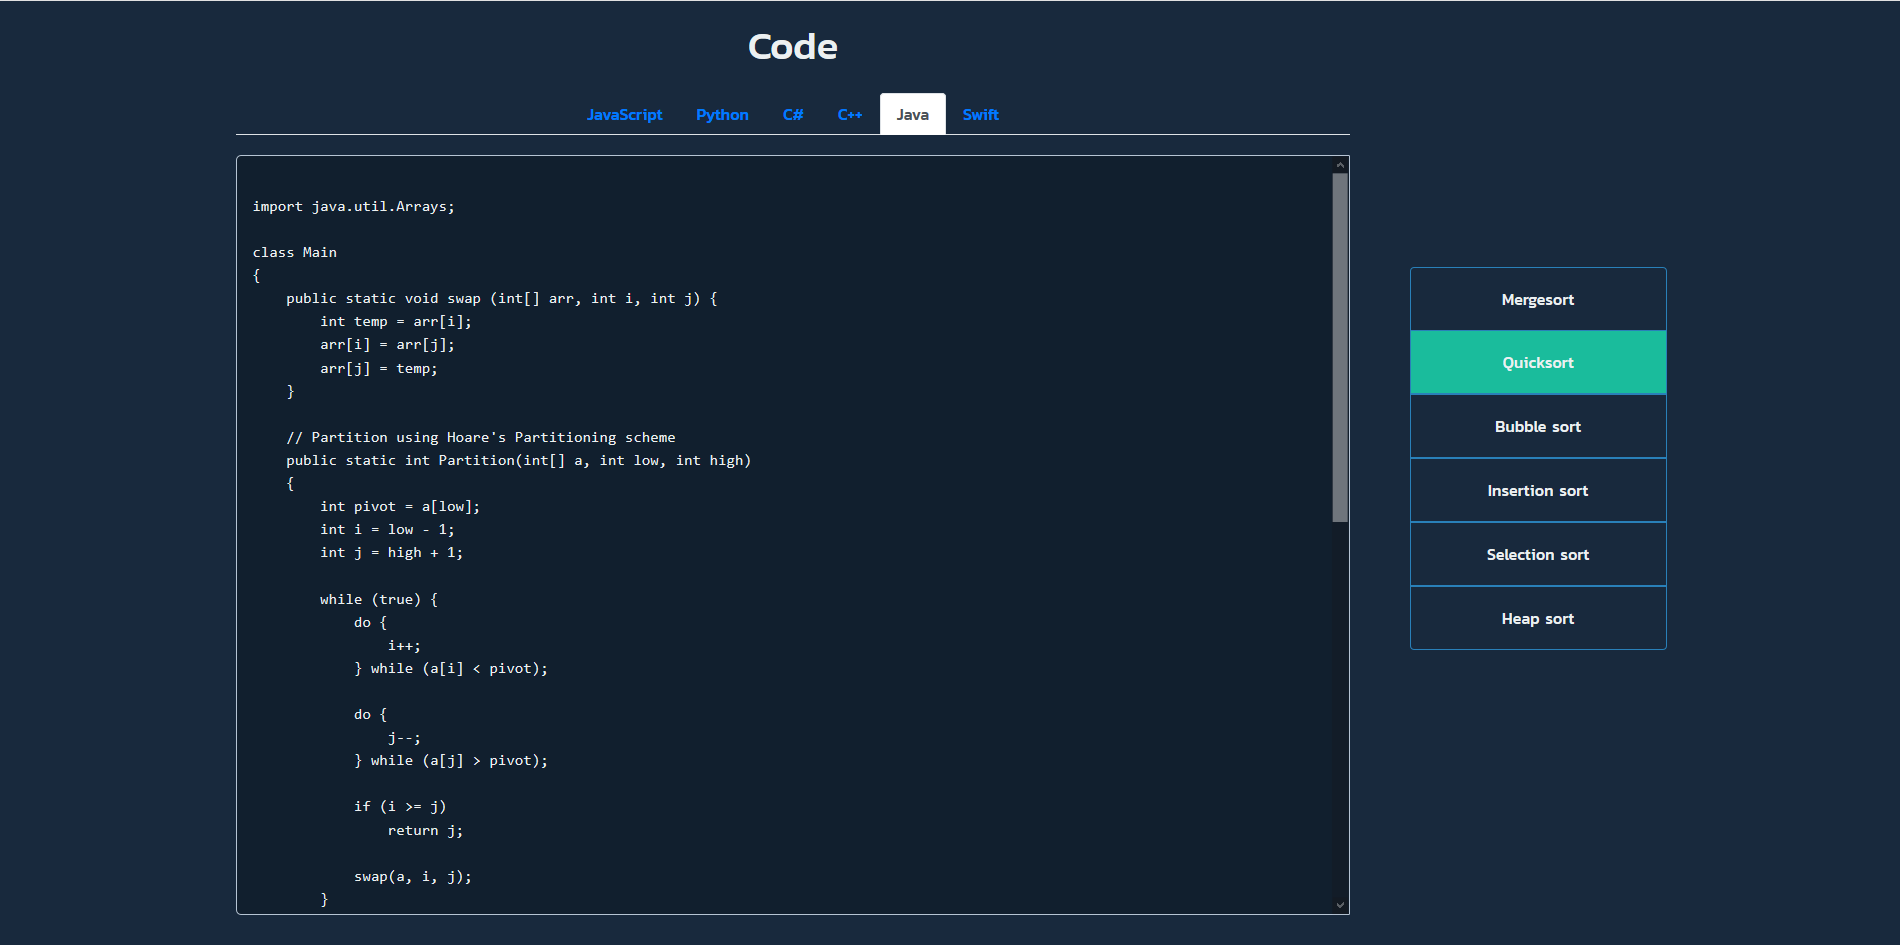 Code
JavaScript Python C# C++ Java Swift
import java.util.Arrays;
class Main
{
    public static void swap (int[] arr, int i, int j) {
        int temp = arr[i];
        arr[i] = arr[j];
        arr[j] = temp;
    }
    // Partition using Hoare's Partitioning scheme
    public static int Partition(int[] a, int low, int high)
    {
        int pivot = a[low];
        int i = low - 1;
        int j = high + 1;
        while (true) {
            do {
                i++;
            } while (a[i] < pivot);
            do {
                j--;
            } while (a[j] > pivot);
            if (i >= j)
                return j;
            swap(a, i, j);
        }
Mergesort
Quicksort
Bubble sort
Insertion sort
Selection sort
Heap sort